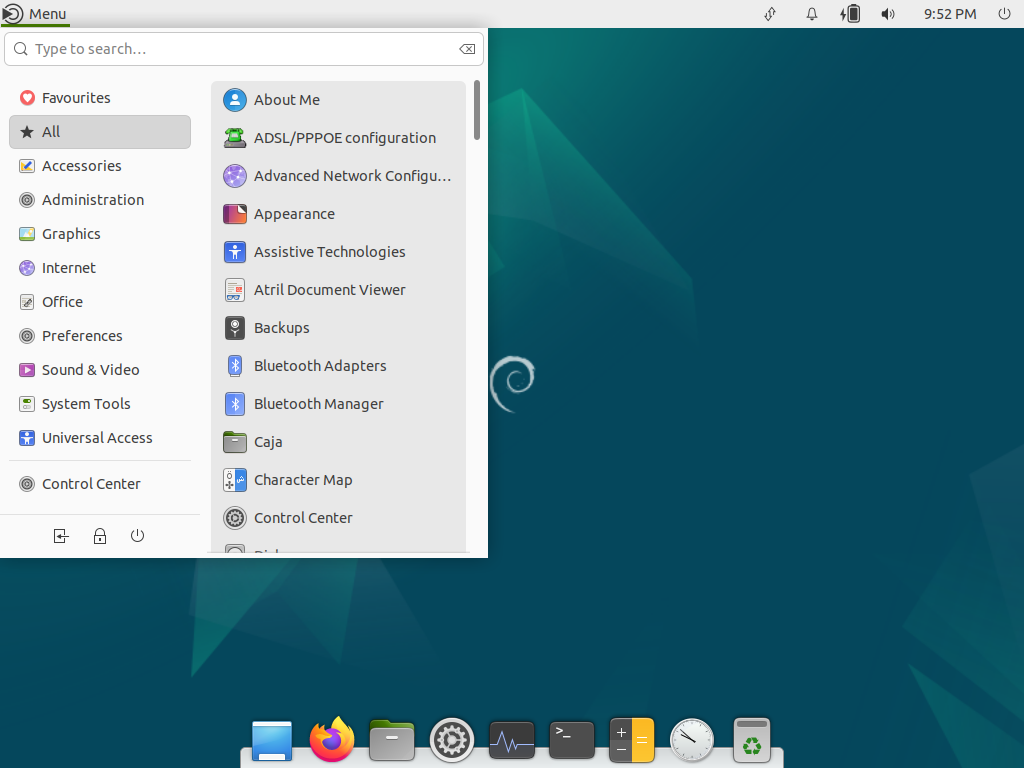 Menu
9:52 PM
Type to search...
Favourites
All
Accessories
Administration
Graphics
Internet
Office
Preferences
Sound & Video
System Tools
Universal Access
Control Center
About Me
ADSL/PPPOE configuration
Advanced Network Configu...
Appearance
Assistive Technologies
Atril Document Viewer
Backups
Bluetooth Adapters
Bluetooth Manager
Caja
Character Map
Control Center